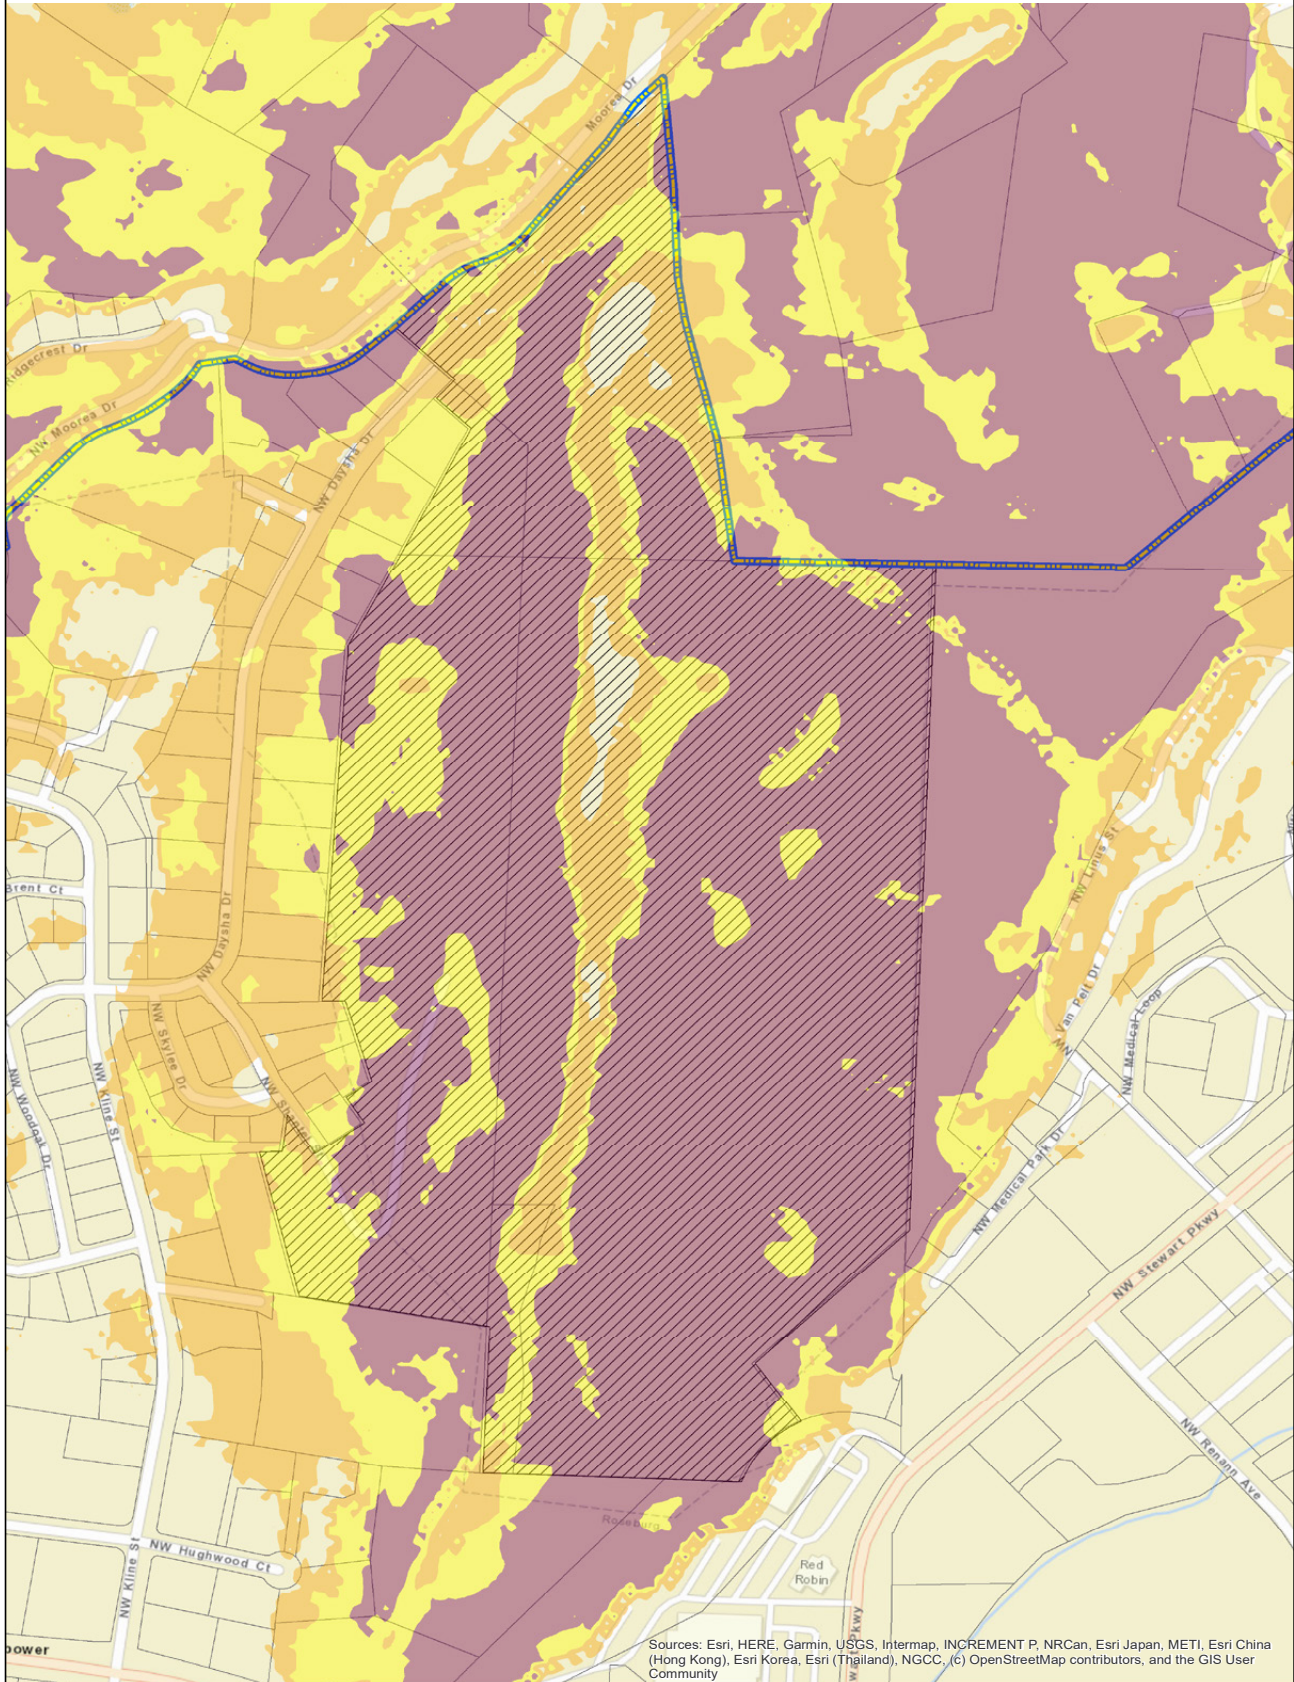 Moorea Dr
Ridgecrest Dr
NW Moorea Dr
NW Daysha Dr
Brent Ct
NW Daysha Dr
NW Linus St
NW Skylee Dr
NW Kline St
NW Woodoak Dr
Van Pelt Dr
NW
NW Medical Loop
NW Medical Park Dr
NW Stewart Pkwy
NW Renann Ave
Roseburg
Red
Robin
NW Hughwood Ct
NW Kline St
power
wart Pkwy
Sources: Esri, HERE, Garmin, USGS, Intermap, INCREMENT P, NRCan, Esri Japan, METI, Esri China
(Hong Kong), Esri Korea, Esri (Thailand), NGCC, (c) OpenStreetMap contributors, and the GIS User
Community